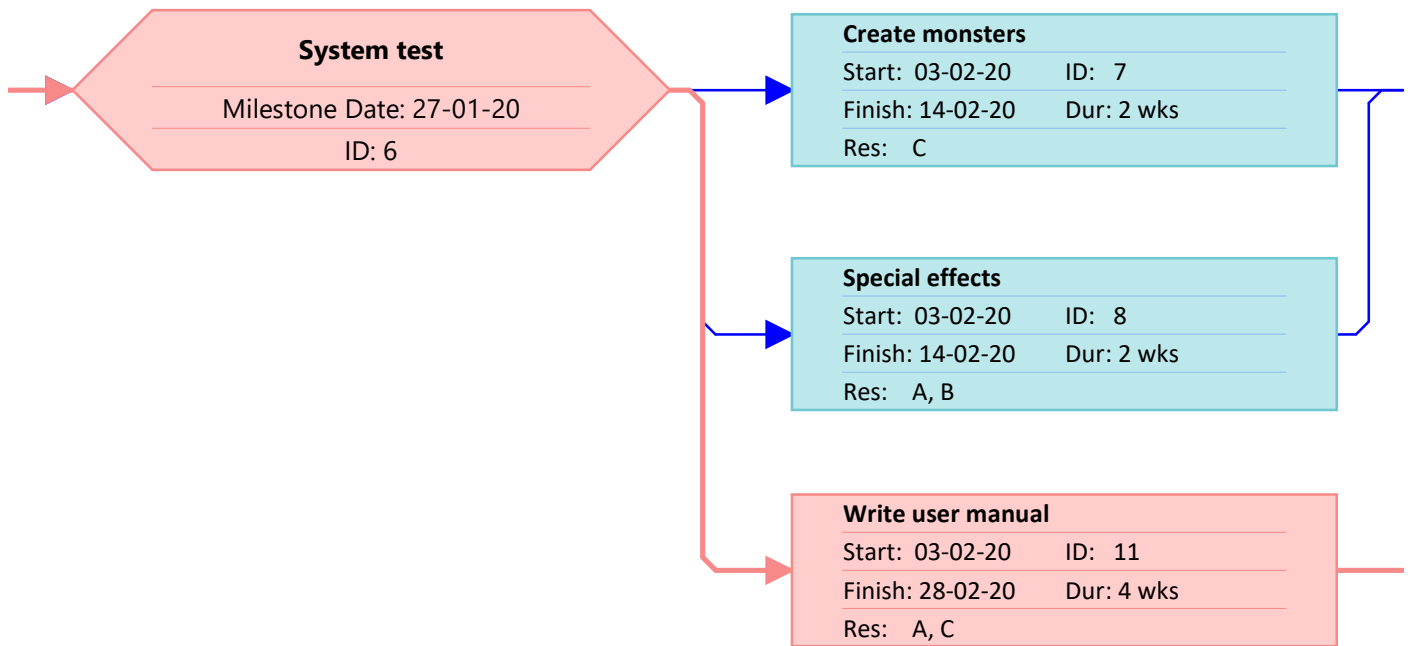 System test
Milestone Date: 27-01-20
ID: 6
Create monsters
Start: 03-02-20 ID: 7
Finish: 14-02-20 Dur: 2 wks
Res: C
Special effects
Start: 03-02-20 ID: 8
Finish: 14-02-20 Dur: 2 wks
Res: A, B
Write user manual
Start: 03-02-20 ID: 11
Finish: 28-02-20 Dur: 4 wks
Res: A, C